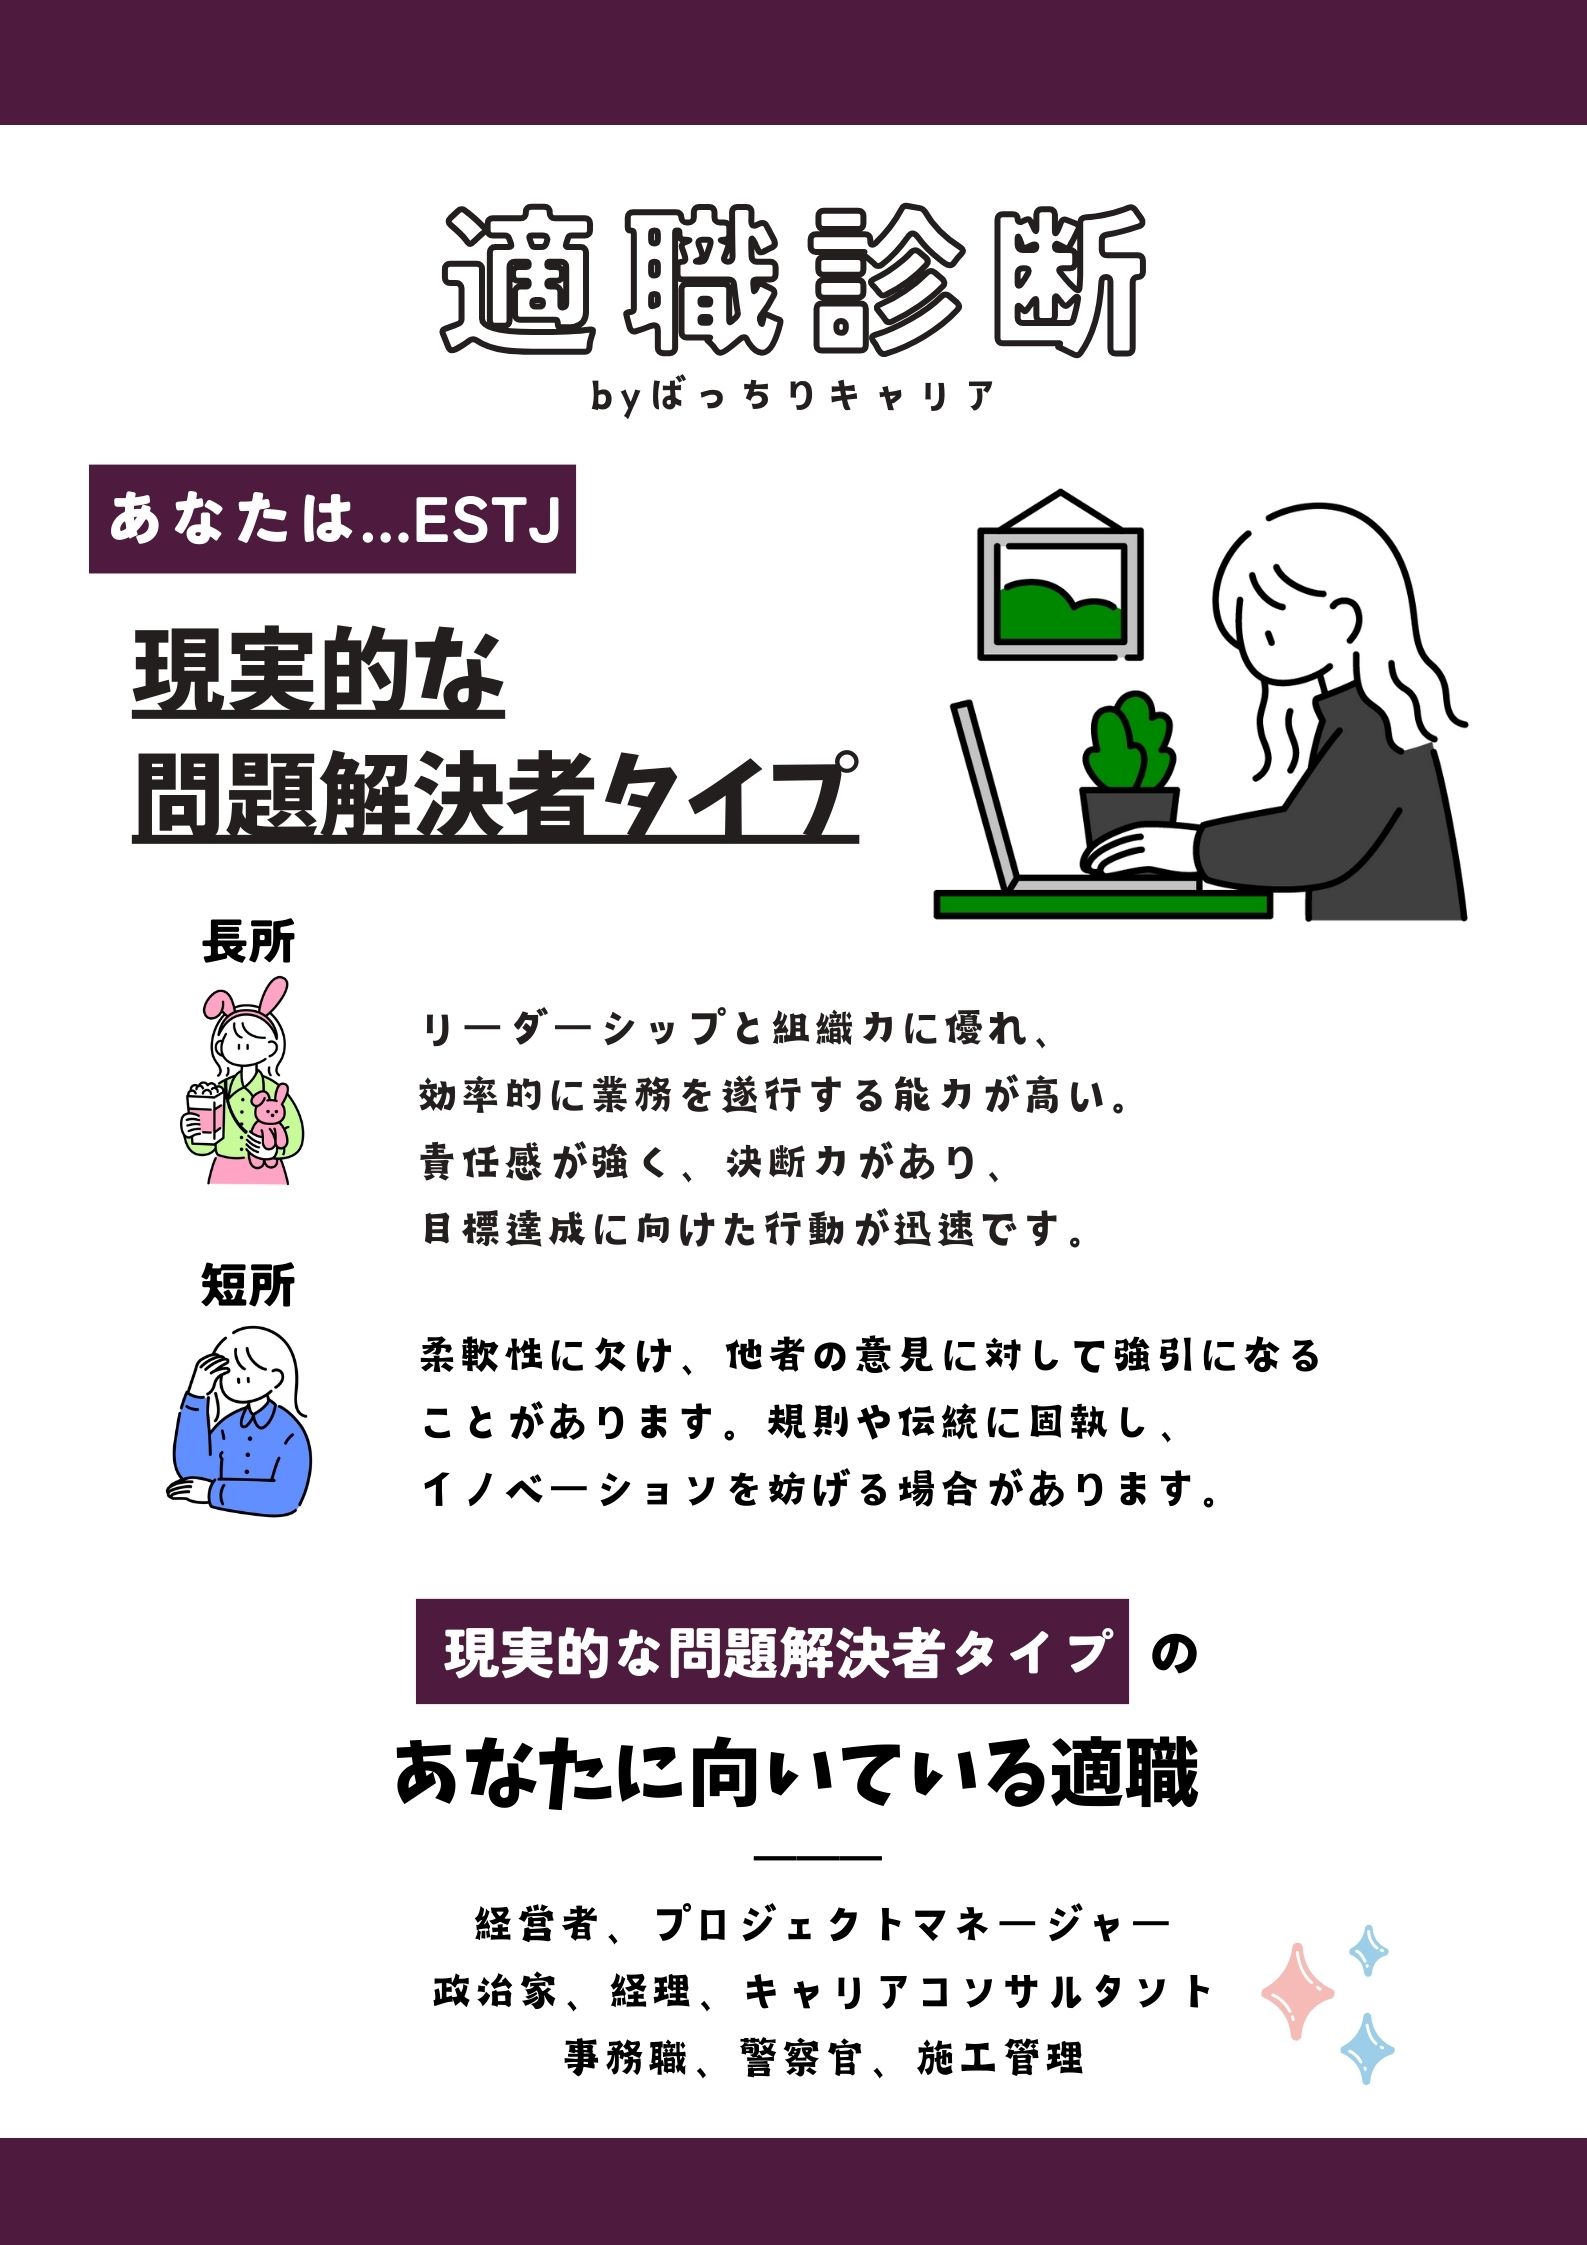 適職診断
byばっちりキャリア
あなたは...ESTJ
現実的な
問題解決者タイプ
長所
リーダーシップと組織力に優れ、
効率的に業務を遂行する能力が高い。
責任感が強く、決断力があり、
目標達成に向けた行動が迅速です。
短所
柔軟性に欠け、他者の意見に対して強引になる
ことがあります。規則や伝統に固執し、
イノベーションを妨げる場合があります。
現実的な問題解決者タイプ の
あなたに向いている適職
経営者、プロジェクトマネージャー
政治家、経理、キャリアコンサルタント
事務職、警察官、施工管理